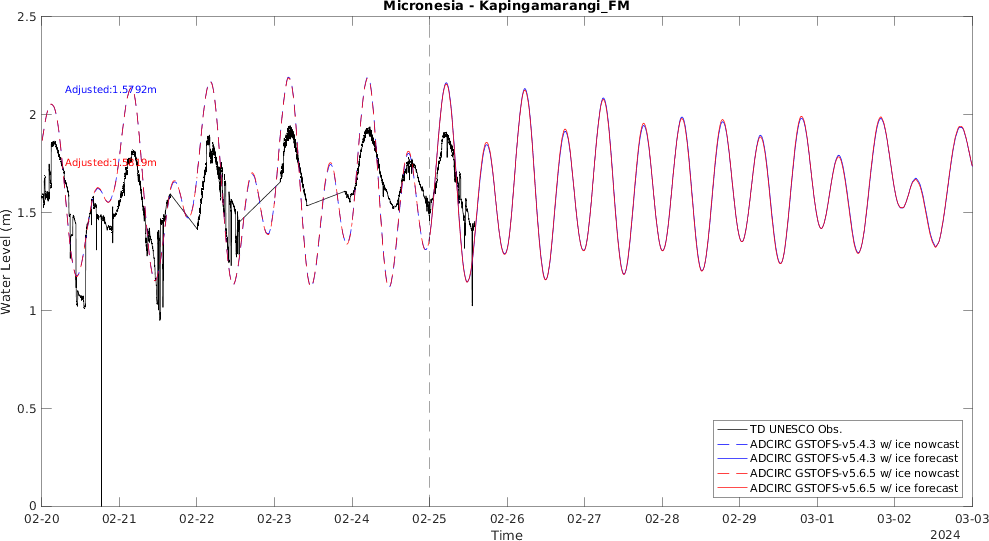 Micronesia - Kapingamarangi_FM
2.5
2
1.5
1
0.5
0
Water Level (m)
Adjusted:1.5792m
Adjusted:1.5619m
TD UNESCO Obs.
ADCIRC GSTOFS-v5.4.3 w/ ice nowcast
ADCIRC GSTOFS-v5.4.3 w/ ice forecast
ADCIRC GSTOFS-v5.6.5 w/ ice nowcast
ADCIRC GSTOFS-v5.6.5 w/ ice forecast
02-20
02-21
02-22
02-23
02-24
02-25
02-26
02-27
02-28
02-29
03-01
03-02
03-03
Time
2024